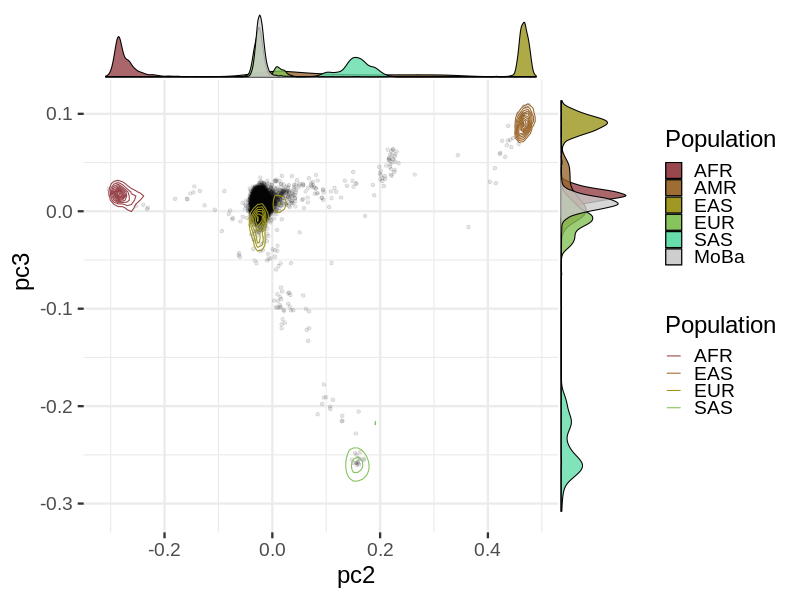 0.1
0.0
-0.1
-0.2
-0.3
pc3
-0.2
0.0
0.2
0.4
pc2
Population
AFR
AMR
EAS
EUR
SAS
MoBa
Population
AFR
EAS
EUR
SAS